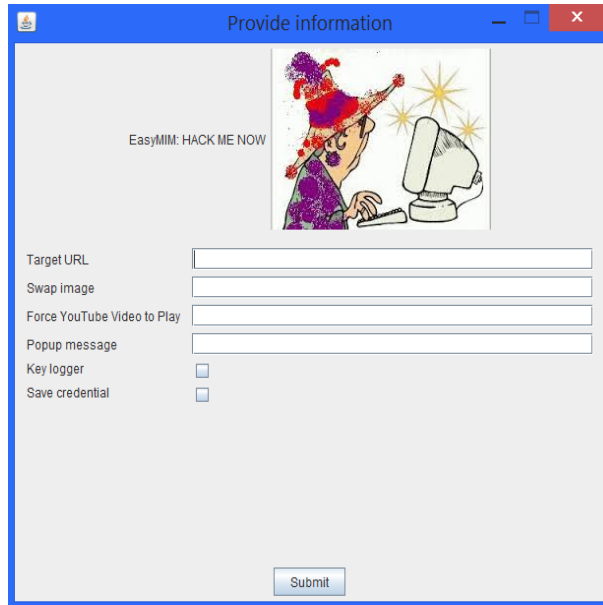 Provide information
EasyMIM: HACK ME NOW
Target URL
Swap image
Force YouTube Video to Play
Popup message
Key logger
Save credential
Submit